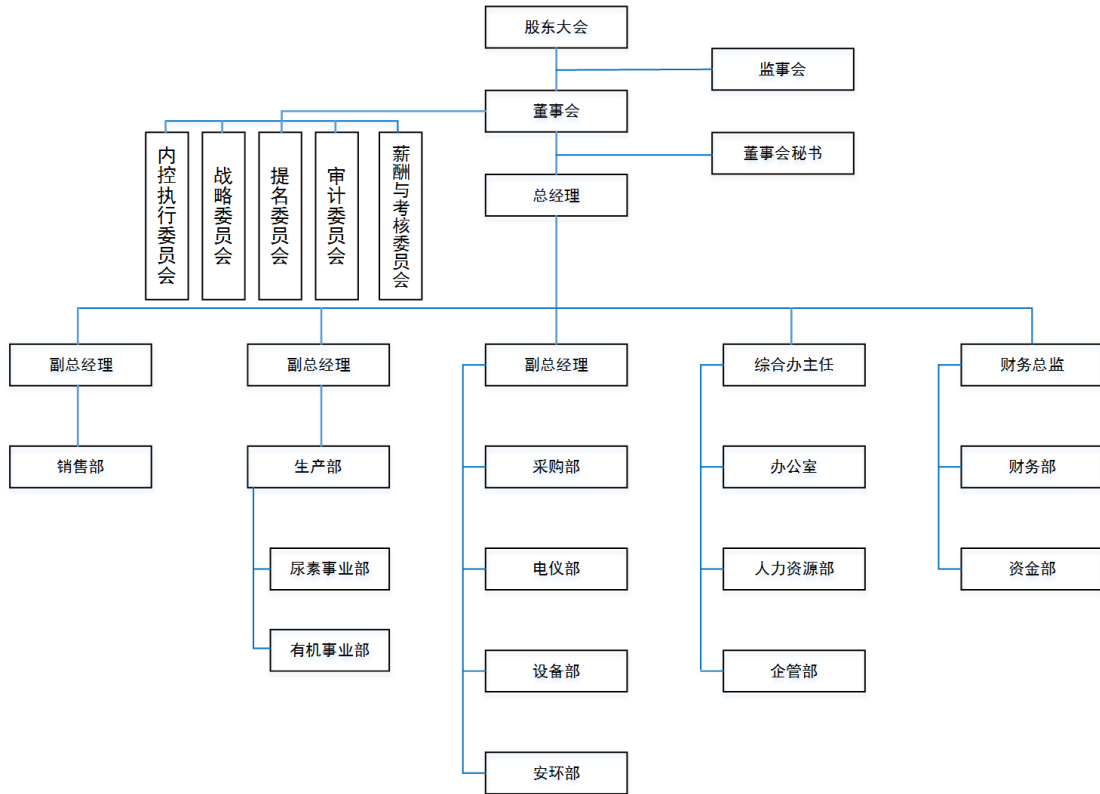 股东大会
监事会
董事会
董事会秘书
总经理
内控执行委员会
战略委员会
提名委员会
审计委员会
薪酬与考核委员会
副总经理
副总经理
副总经理
综合办主任
财务总监
销售部
生产部
采购部
办公室
财务部
尿素事业部
电仪部
人力资源部
资金部
有机事业部
设备部
企管部
安环部